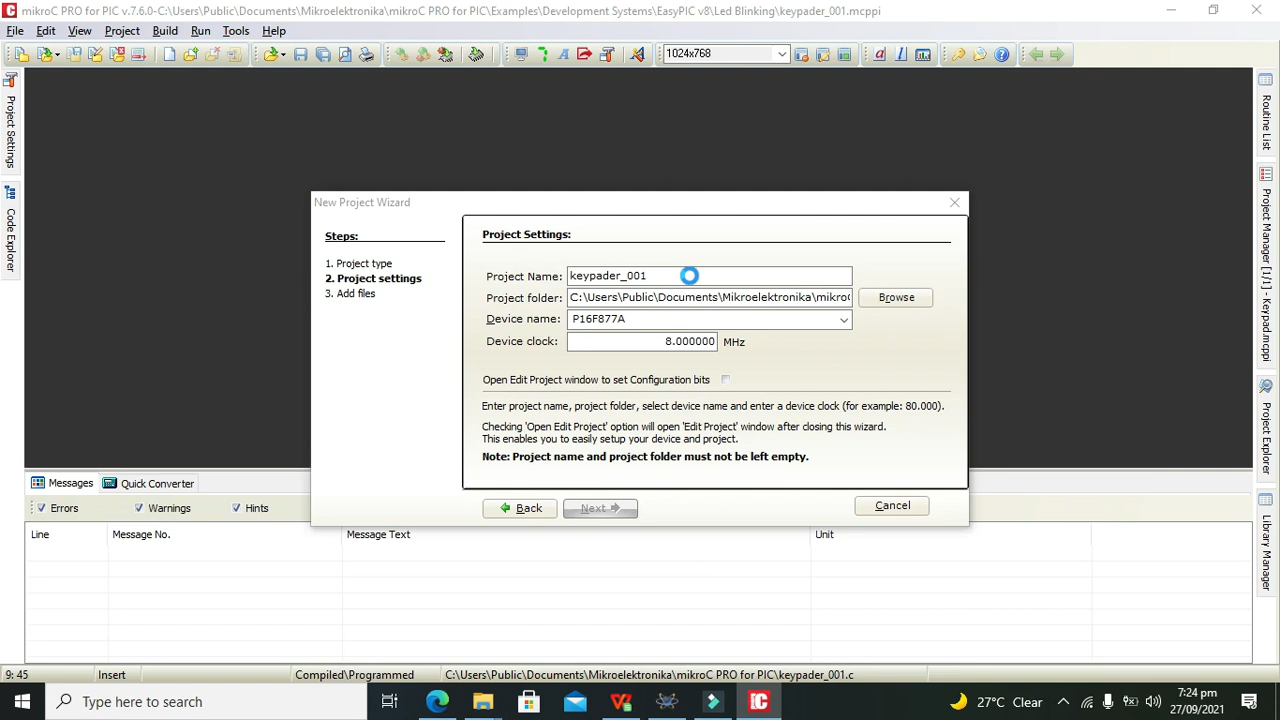 mikroC PRO for PIC v.7.6.0-C:\Users\Public\Documents\Mikroelektronika\mikroC PRO for PIC\Examples\Development Systems\EasyPIC v8\Led Blinking\keypader_001.mcppi
File Edit View Project Build Run Tools Help
1024x768
Project Settings
Code Explorer
Routine List
Project Manager [1/1] - Keypad.mcppi
Project Explorer
Library Manager
New Project Wizard
Steps:
1. Project type
2. Project settings
3. Add files
Project Settings:
Project Name: keypader_001
Project folder: C:\Users\Public\Documents\Mikroelektronika\mikro Browse
Device name: P16F877A
Device clock: 8.000000 MHz
Open Edit Project window to set Configuration bits
Enter project name, project folder, select device name and enter a device clock (for example: 80.000).
Checking 'Open Edit Project' option will open 'Edit Project' window after closing this wizard.
This enables you to easily setup your device and project.
Note: Project name and project folder must not be left empty.
Back Next Cancel
Messages Quick Converter
Errors Warnings Hints
Line Message No. Message Text Unit
9: 45 Insert Compiled\Programmed C:\Users\Public\Documents\Mikroelektronika\mikroC PRO for PIC\keypader_001.c
Type here to search
27°C Clear
7:24 pm
27/09/2021